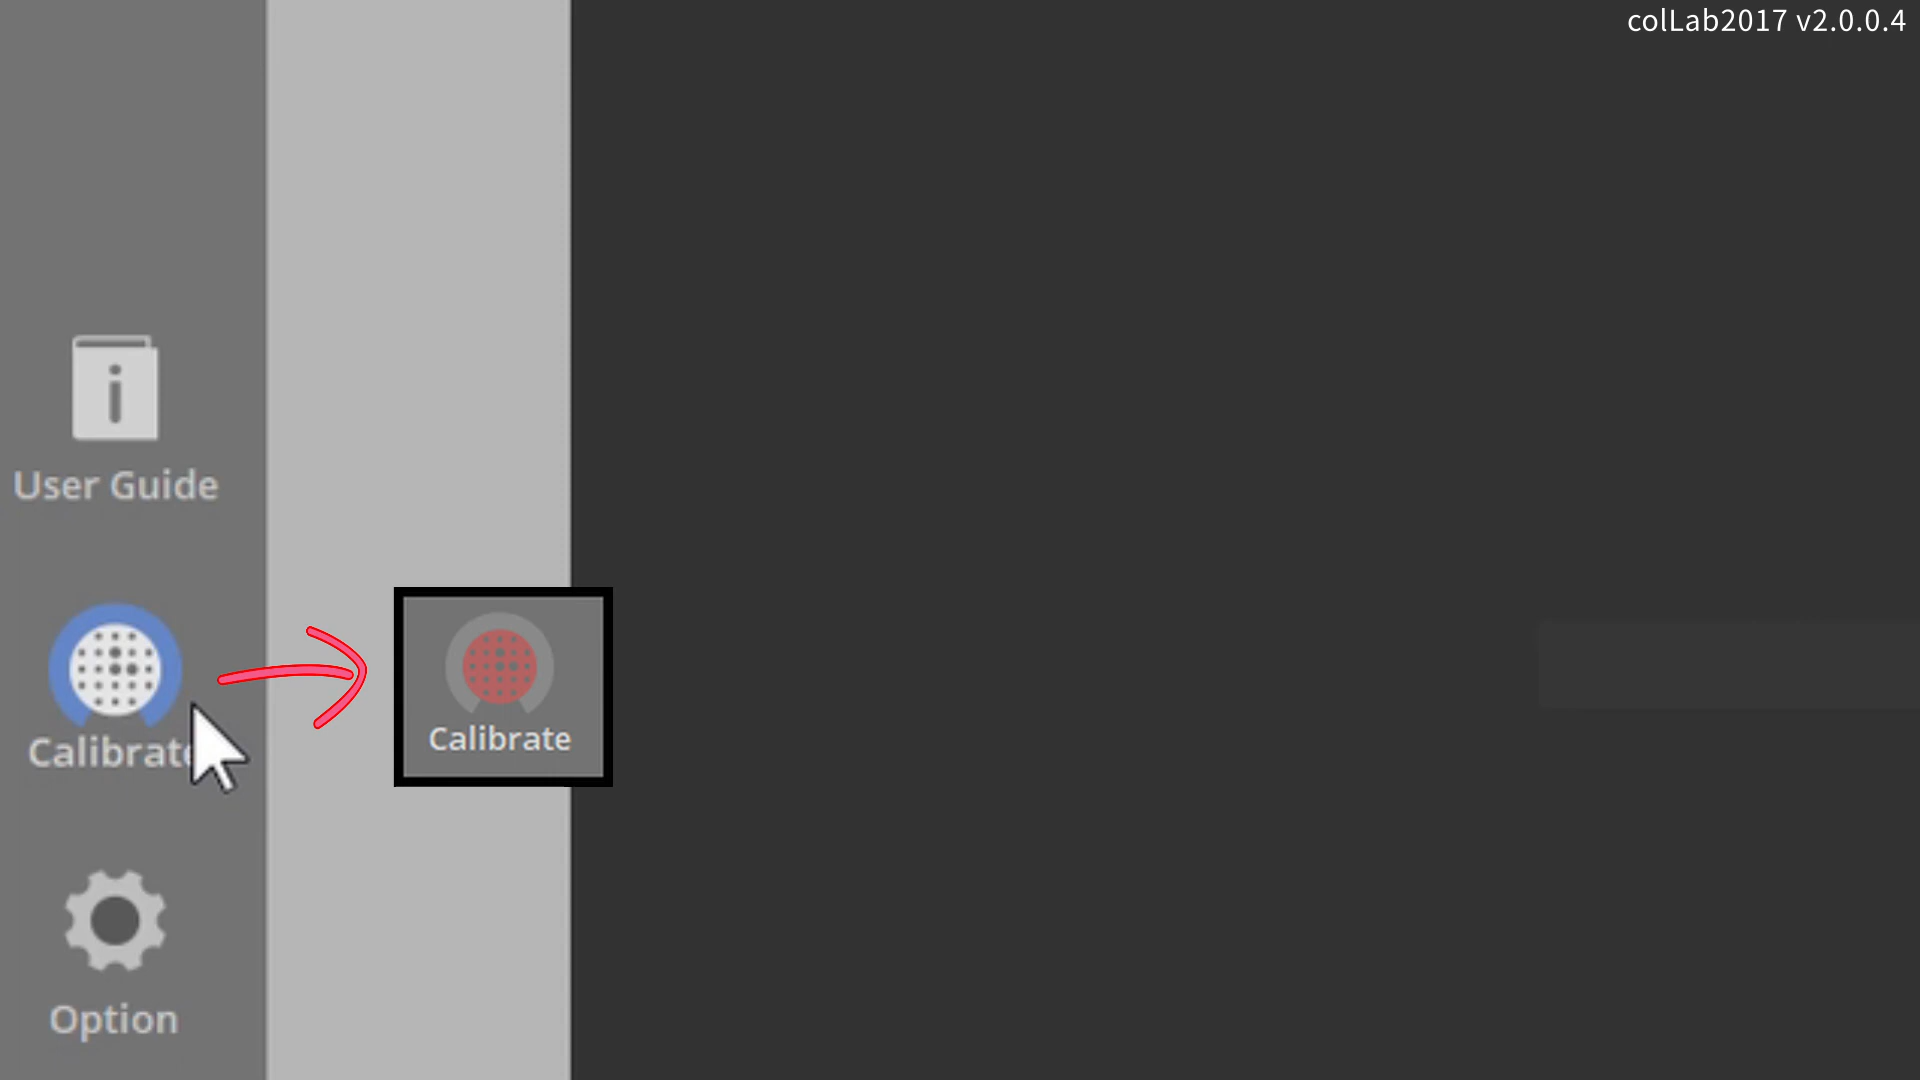 colLab2017 v2.0.0.4
User Guide
Calibrate
Calibrate
Option